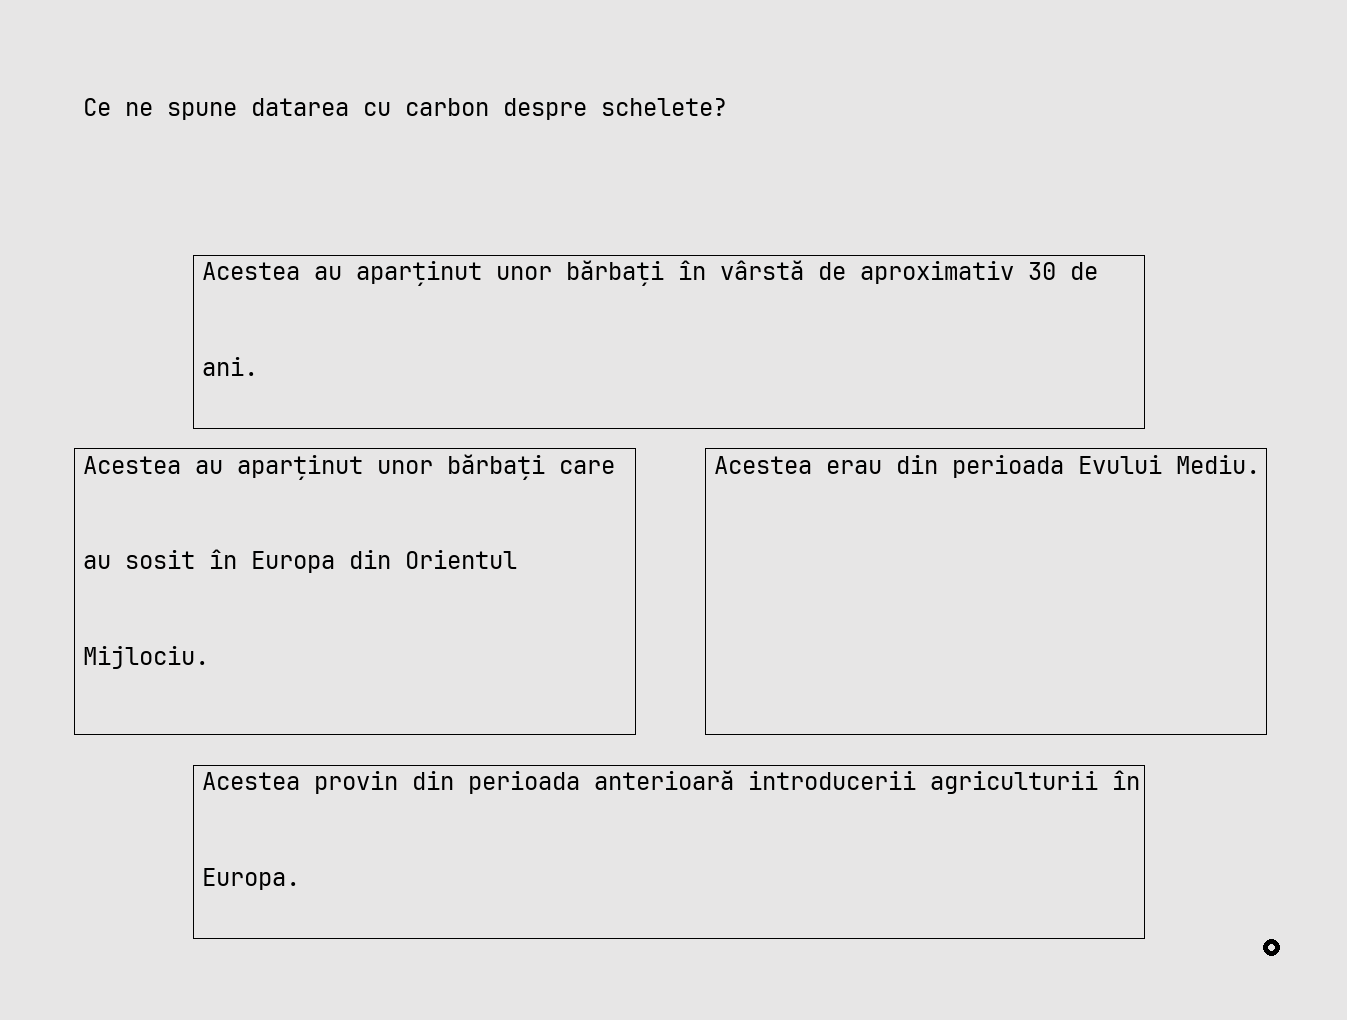 Ce ne spune datarea cu carbon despre schelete?
Acestea au aparținut unor bărbați în vârstă de aproximativ 30 de
ani.
Acestea au aparținut unor bărbați care
au sosit în Europa din Orientul
Mijlociu.
Acestea erau din perioada Evului Mediu.
Acestea provin din perioada anterioară introducerii agriculturii în
Europa.